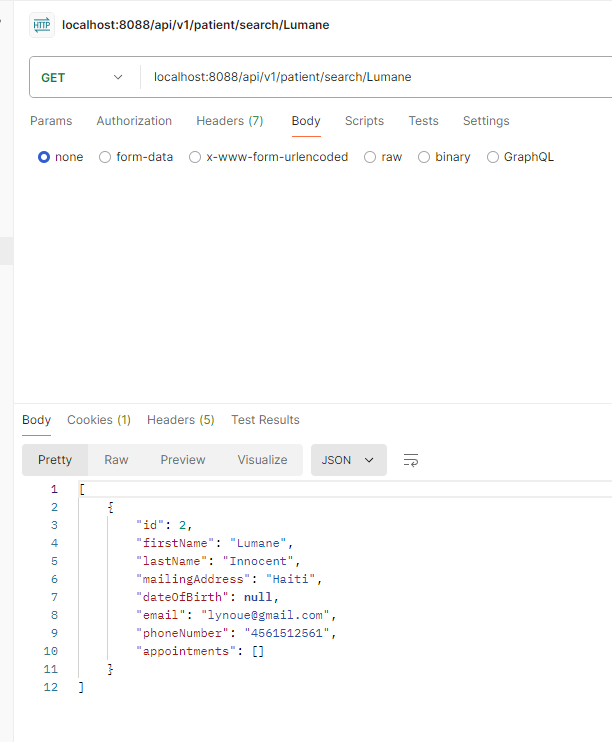 HTTP localhost:8088/api/v1/patient/search/Lumane
GET localhost:8088/api/v1/patient/search/Lumane
Params Authorization Headers (7) Body Scripts Tests Settings
none form-data x-www-form-urlencoded raw binary GraphQL
Body Cookies (1) Headers (5) Test Results
Pretty Raw Preview Visualize JSON
1 [
2 {
3 "id": 2,
4 "firstName": "Lumane",
5 "lastName": "Innocent",
6 "mailingAddress": "Haiti",
7 "dateOfBirth": null,
8 "email": "lynoue@gmail.com",
9 "phoneNumber": "4561512561",
10 "appointments": []
11 }
12 ]